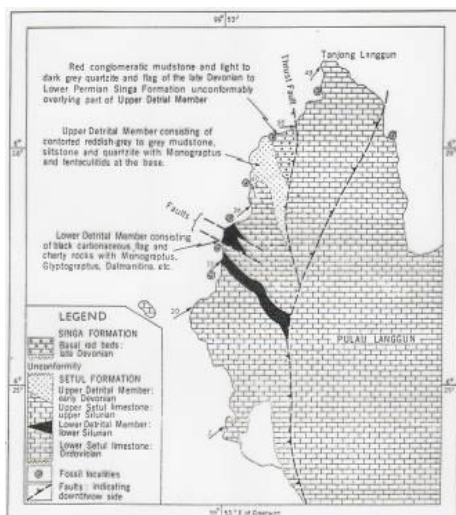 99° 53'
Tanjong Langgun
Red conglomeratic mudstone and light to
dark grey quartzite and flag of the late Devonian to
Lower Permian Singa Formation unconformably
overlying part of Upper Detrial Member
Thrust Fault
Upper Detrital Member consisting of
contorted reddish-grey to grey mudstone,
siltstone and quartzite with Monograptus
and tentaculitids at the base.
Faults
Lower Detrital Member consisting
of black carbonaceous flag and
cherty rocks with Monograptus,
Glyptograptus, Dalmanitina, etc.
20
PULAU LANGGUN
LEGEND
SINGA FORMATION
Basal red beds:
late Devonian
Unconformity
SETUL FORMATION
Upper Detrital Member:
early Devonian
Upper Setul limestone:
upper Silurian
Lower Detrital Member:
lower Silurian
Lower Setul limestone:
Ordovician
Fossil localities
Faults: indicating
downthrow side